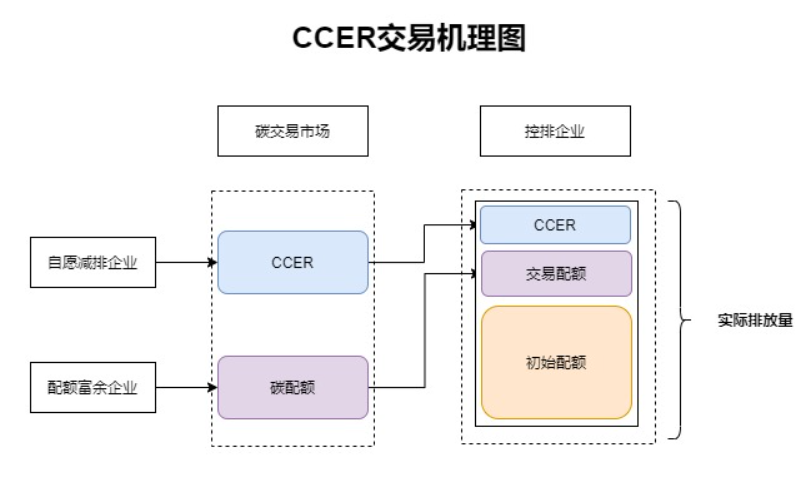 CCER交易机理图
碳交易市场
控排企业
自愿减排企业
CCER
CCER
交易配额
初始配额
实际排放量
配额富余企业
碳配额